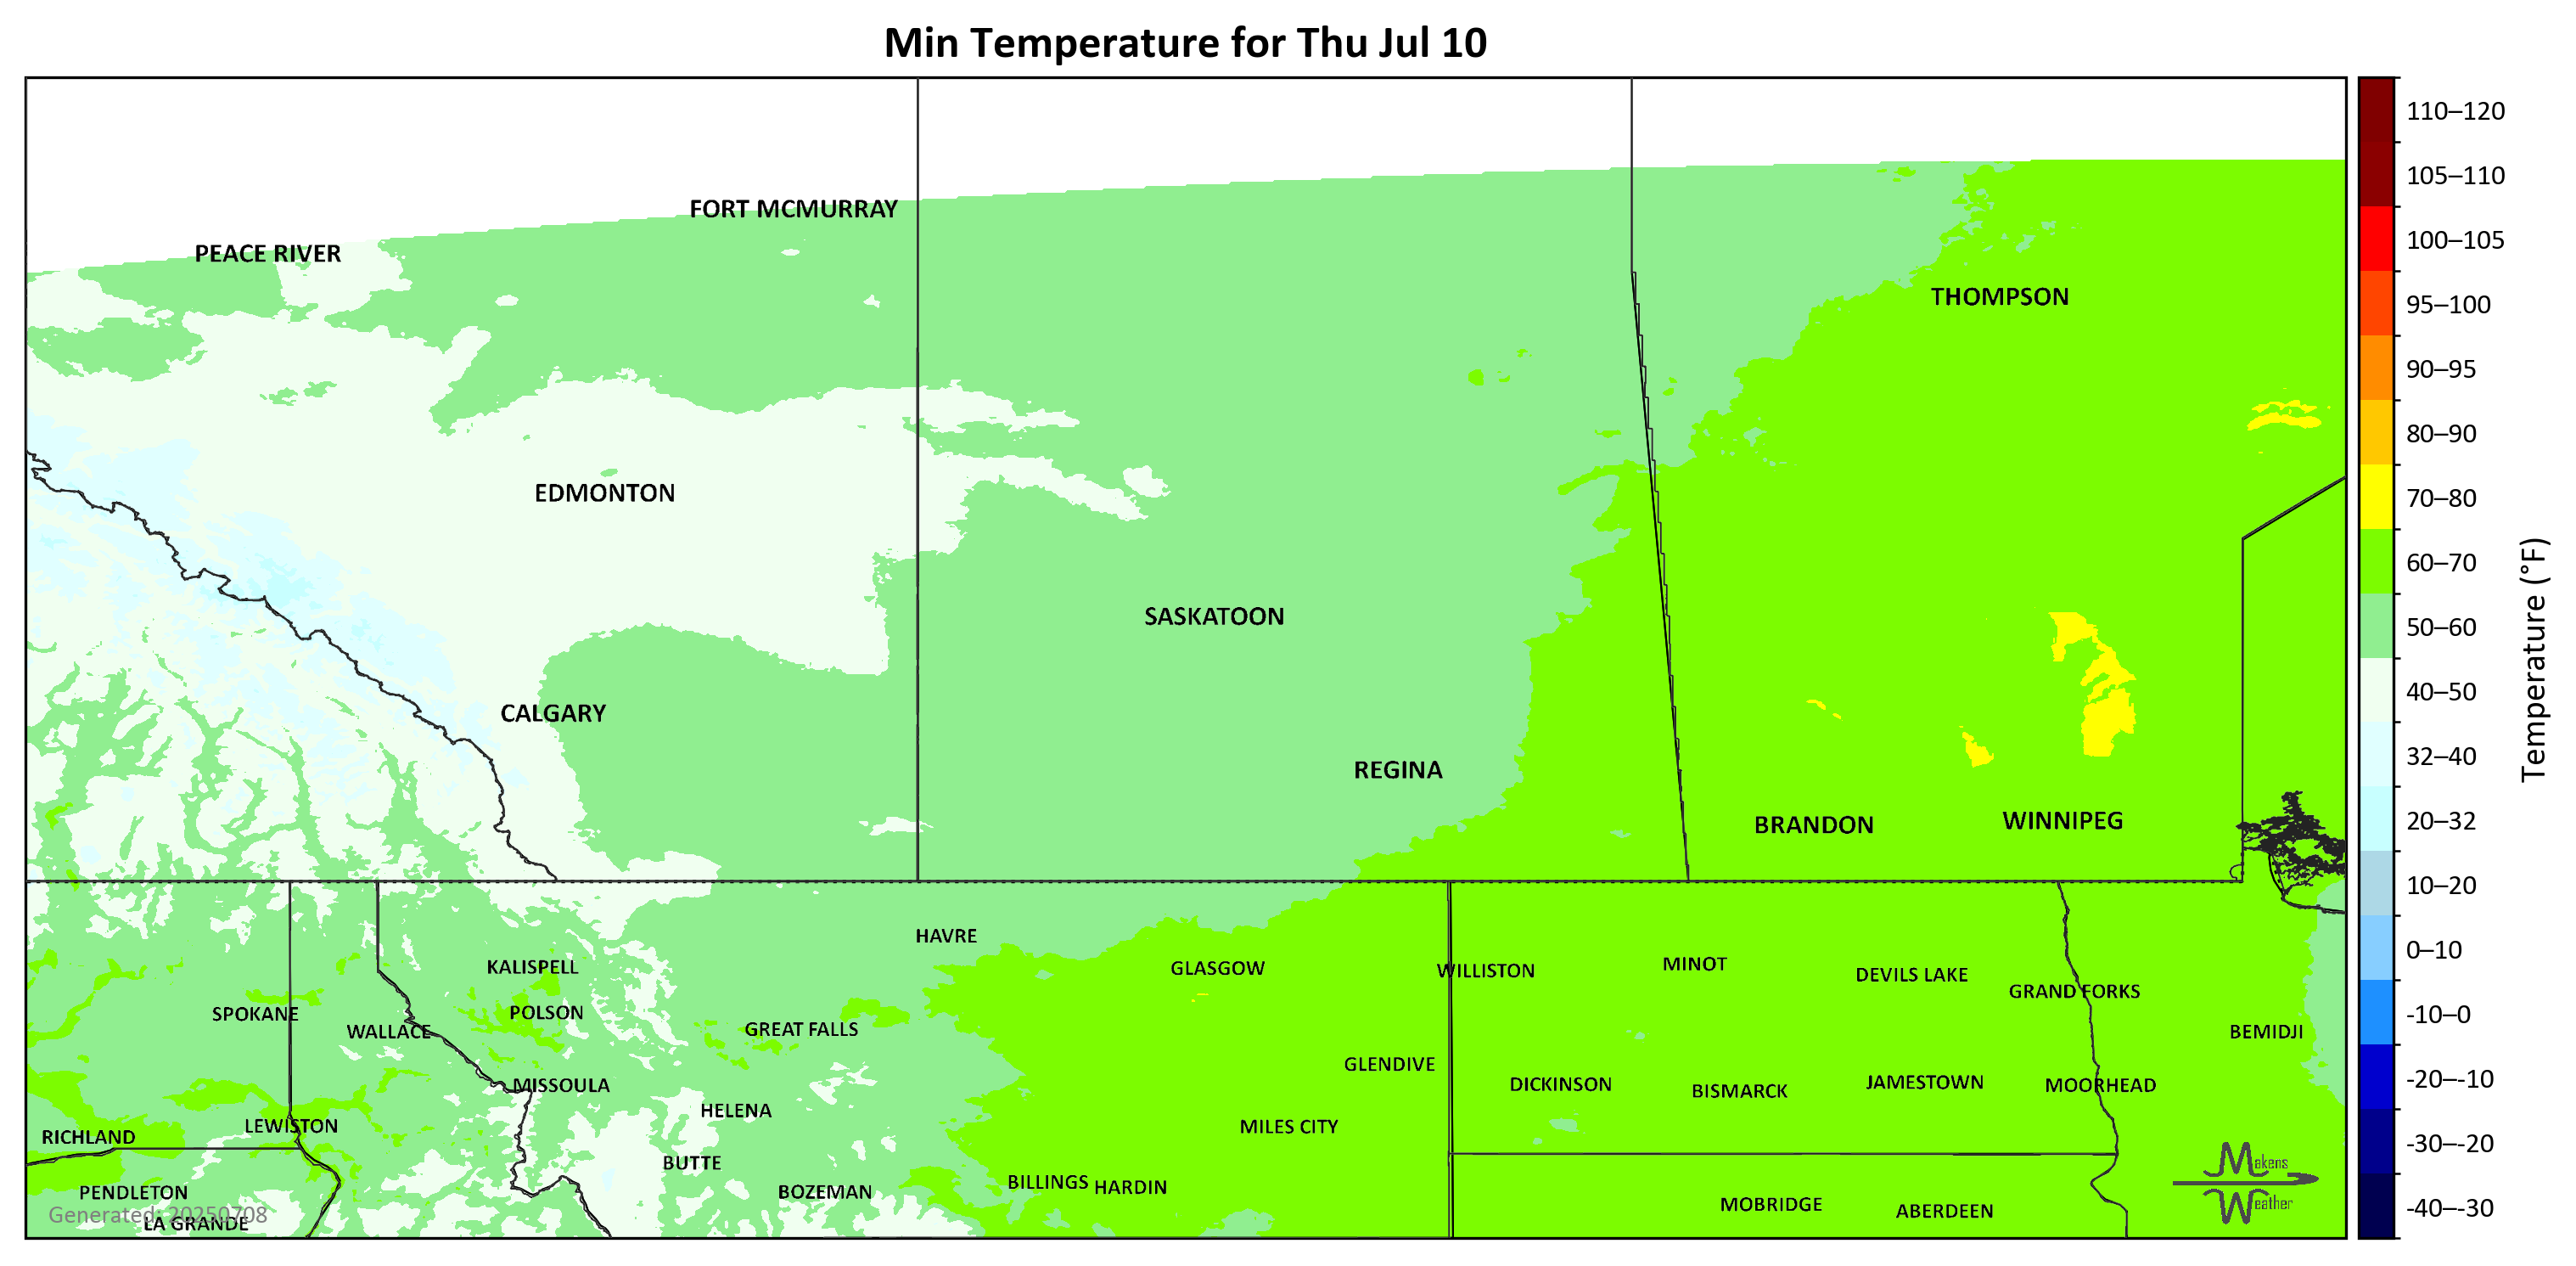 Min Temperature for Thu Jul 10
110–120
105–110
100–105
95–100
90–95
80–90
70–80
60–70
50–60
40–50
32–40
20–32
10–20
0–10
-10–0
-20–-10
-30–-20
-40–-30
Temperature (°F)
FORT MCMURRAY
PEACE RIVER
THOMPSON
EDMONTON
SASKATOON
CALGARY
REGINA
BRANDON
WINNIPEG
HAVRE
KALISPELL
GLASGOW
WILLISTON
MINOT
DEVILS LAKE
GRAND FORKS
SPOKANE
POLSON
WALLACE
GREAT FALLS
BEMIDJI
GLENDIVE
MISSOULA
DICKINSON
BISMARCK
JAMESTOWN
MOORHEAD
HELENA
LEWISTON
MILES CITY
RICHLAND
BUTTE
BILLINGS
HARDIN
PENDLETON
BOZEMAN
MOBRIDGE
ABERDEEN
LA GRANDE
Generated: 20250708
Makens
Weather